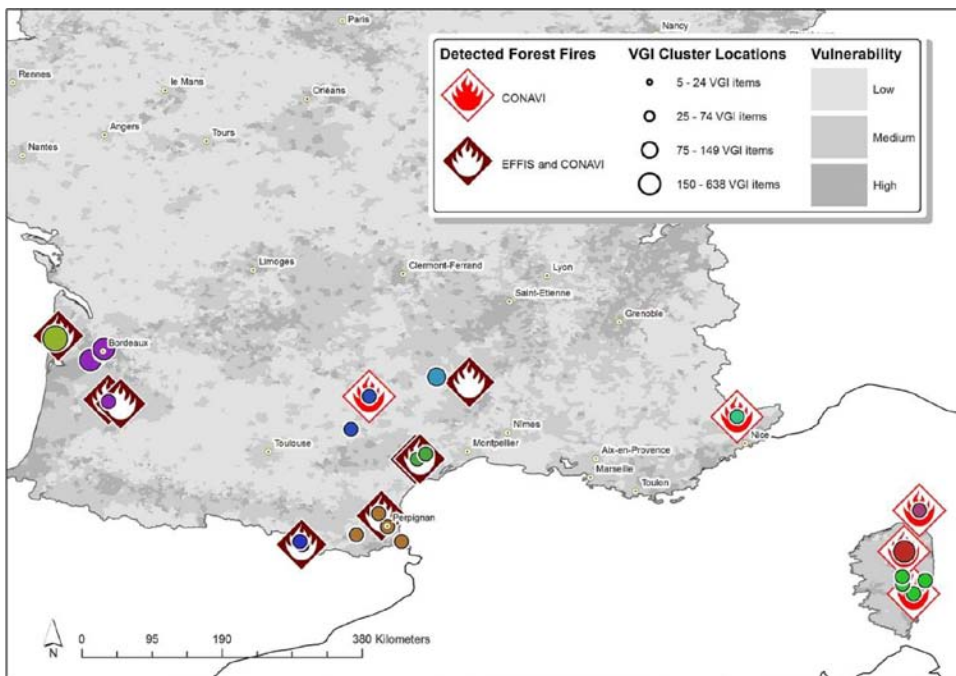 Paris
Nancy
Detected Forest Fires
VGI Cluster Locations
Vulnerability
CONAVI
5 - 24 VGI items
Low
25 - 74 VGI items
EFFIS and CONAVI
75 - 149 VGI items
Medium
150 - 638 VGI items
High
Rennes
le Mans
Orléans
Angers
Tours
Nantes
Limoges
Clermont-Ferrand
Lyon
Saint-Etienne
Grenoble
Bordeaux
Toulouse
Nîmes
Montpellier
Aix-en-Provence
Marseille
Toulon
Nice
Perpignan
N
0 95 190 380 Kilometers